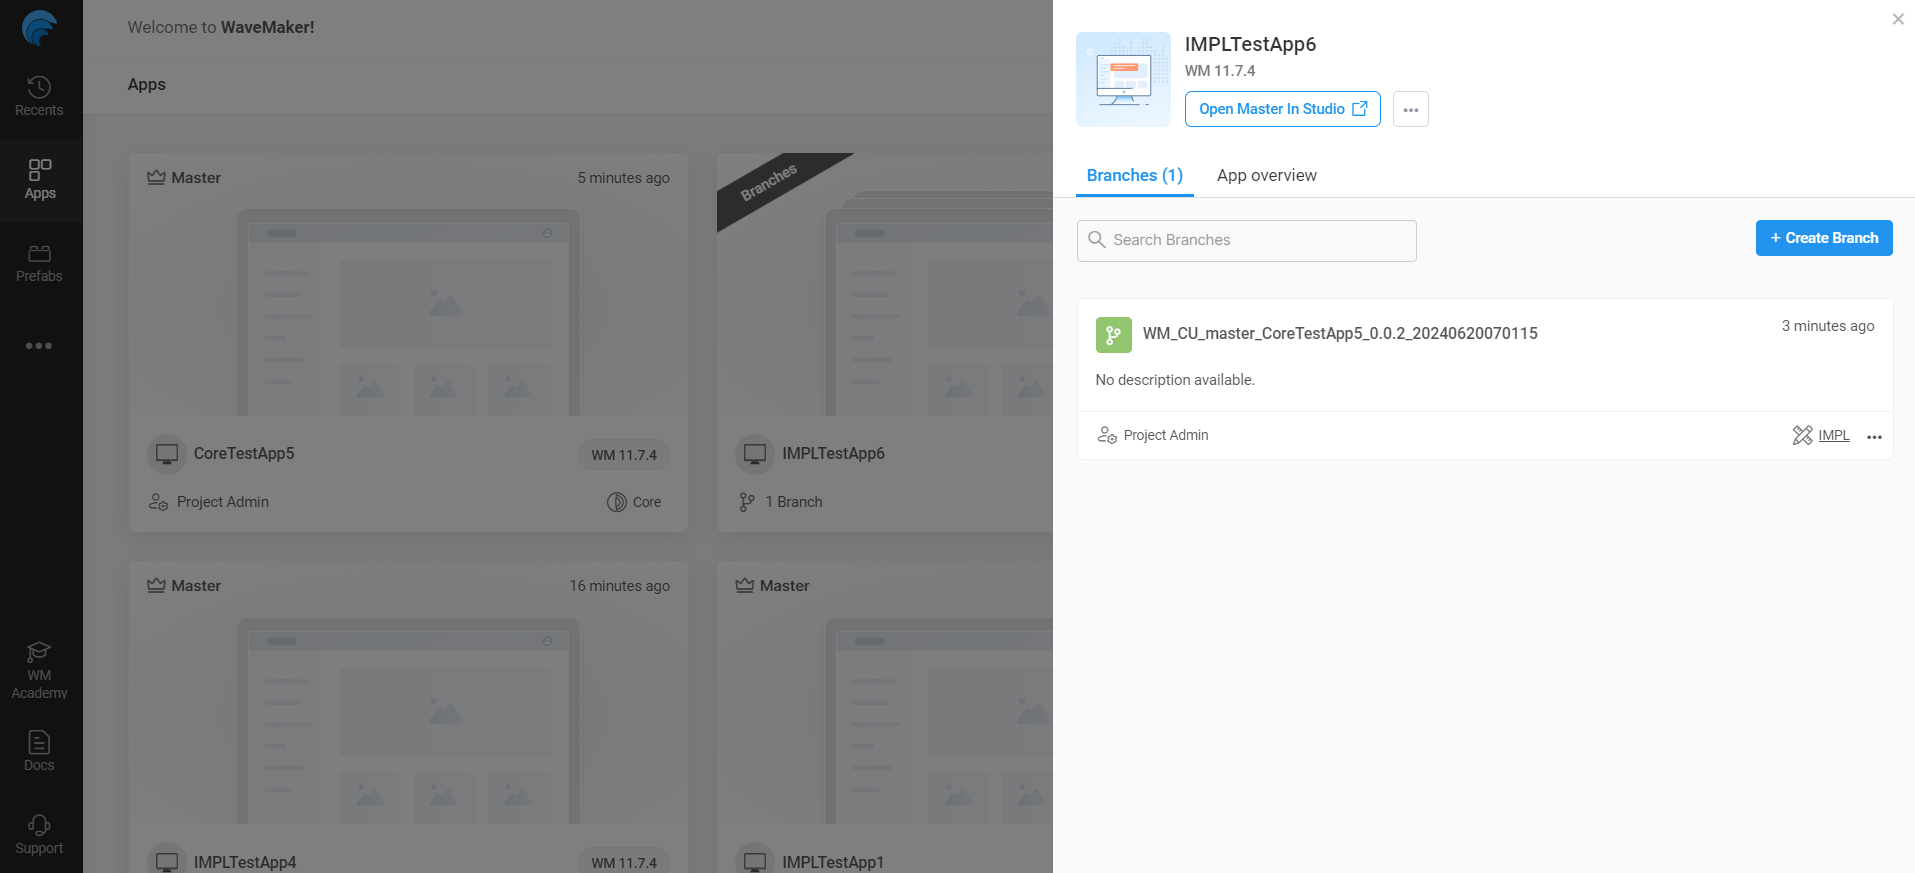 Recents
Apps
Prefabs
WM
Academy
Docs
Support
Welcome to WaveMaker!
Apps
Master
5 minutes ago
CoreTestApp5
WM 11.7.4
Project Admin
Core
Branches
IMPLTestApp6
1 Branch
Master
16 minutes ago
IMPLTestApp4
WM 11.7.4
Master
IMPLTestApp1
IMPLTestApp6
WM 11.7.4
Open Master In Studio
Branches (1)
App overview
Search Branches
+ Create Branch
WM_CU_master_CoreTestApp5_0.0.2_20240620070115
3 minutes ago
No description available.
Project Admin
IMPL